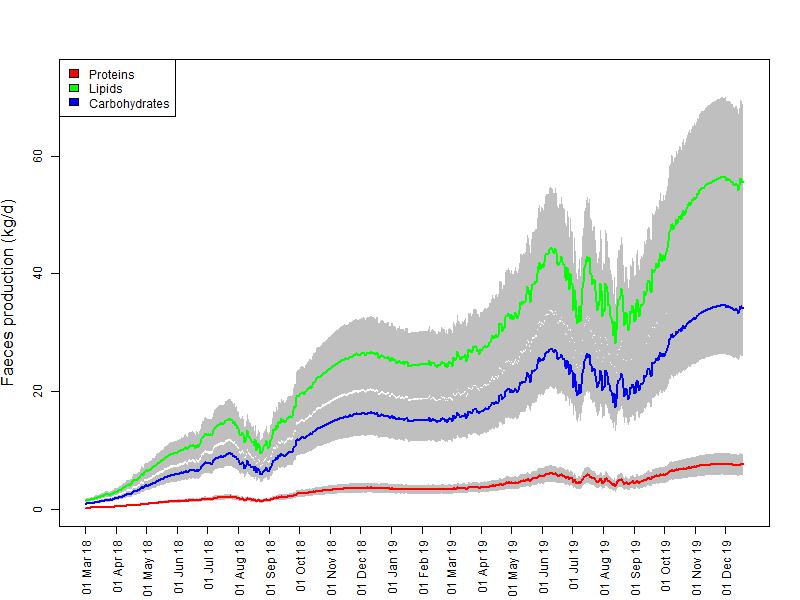 Proteins
Lipids
Carbohydrates
Faeces production (kg/d)
60
40
20
0
01 Mar 18
01 Apr 18
01 May 18
01 Jun 18
01 Jul 18
01 Aug 18
01 Sep 18
01 Oct 18
01 Nov 18
01 Dec 18
01 Jan 19
01 Feb 19
01 Mar 19
01 Apr 19
01 May 19
01 Jun 19
01 Jul 19
01 Aug 19
01 Sep 19
01 Oct 19
01 Nov 19
01 Dec 19